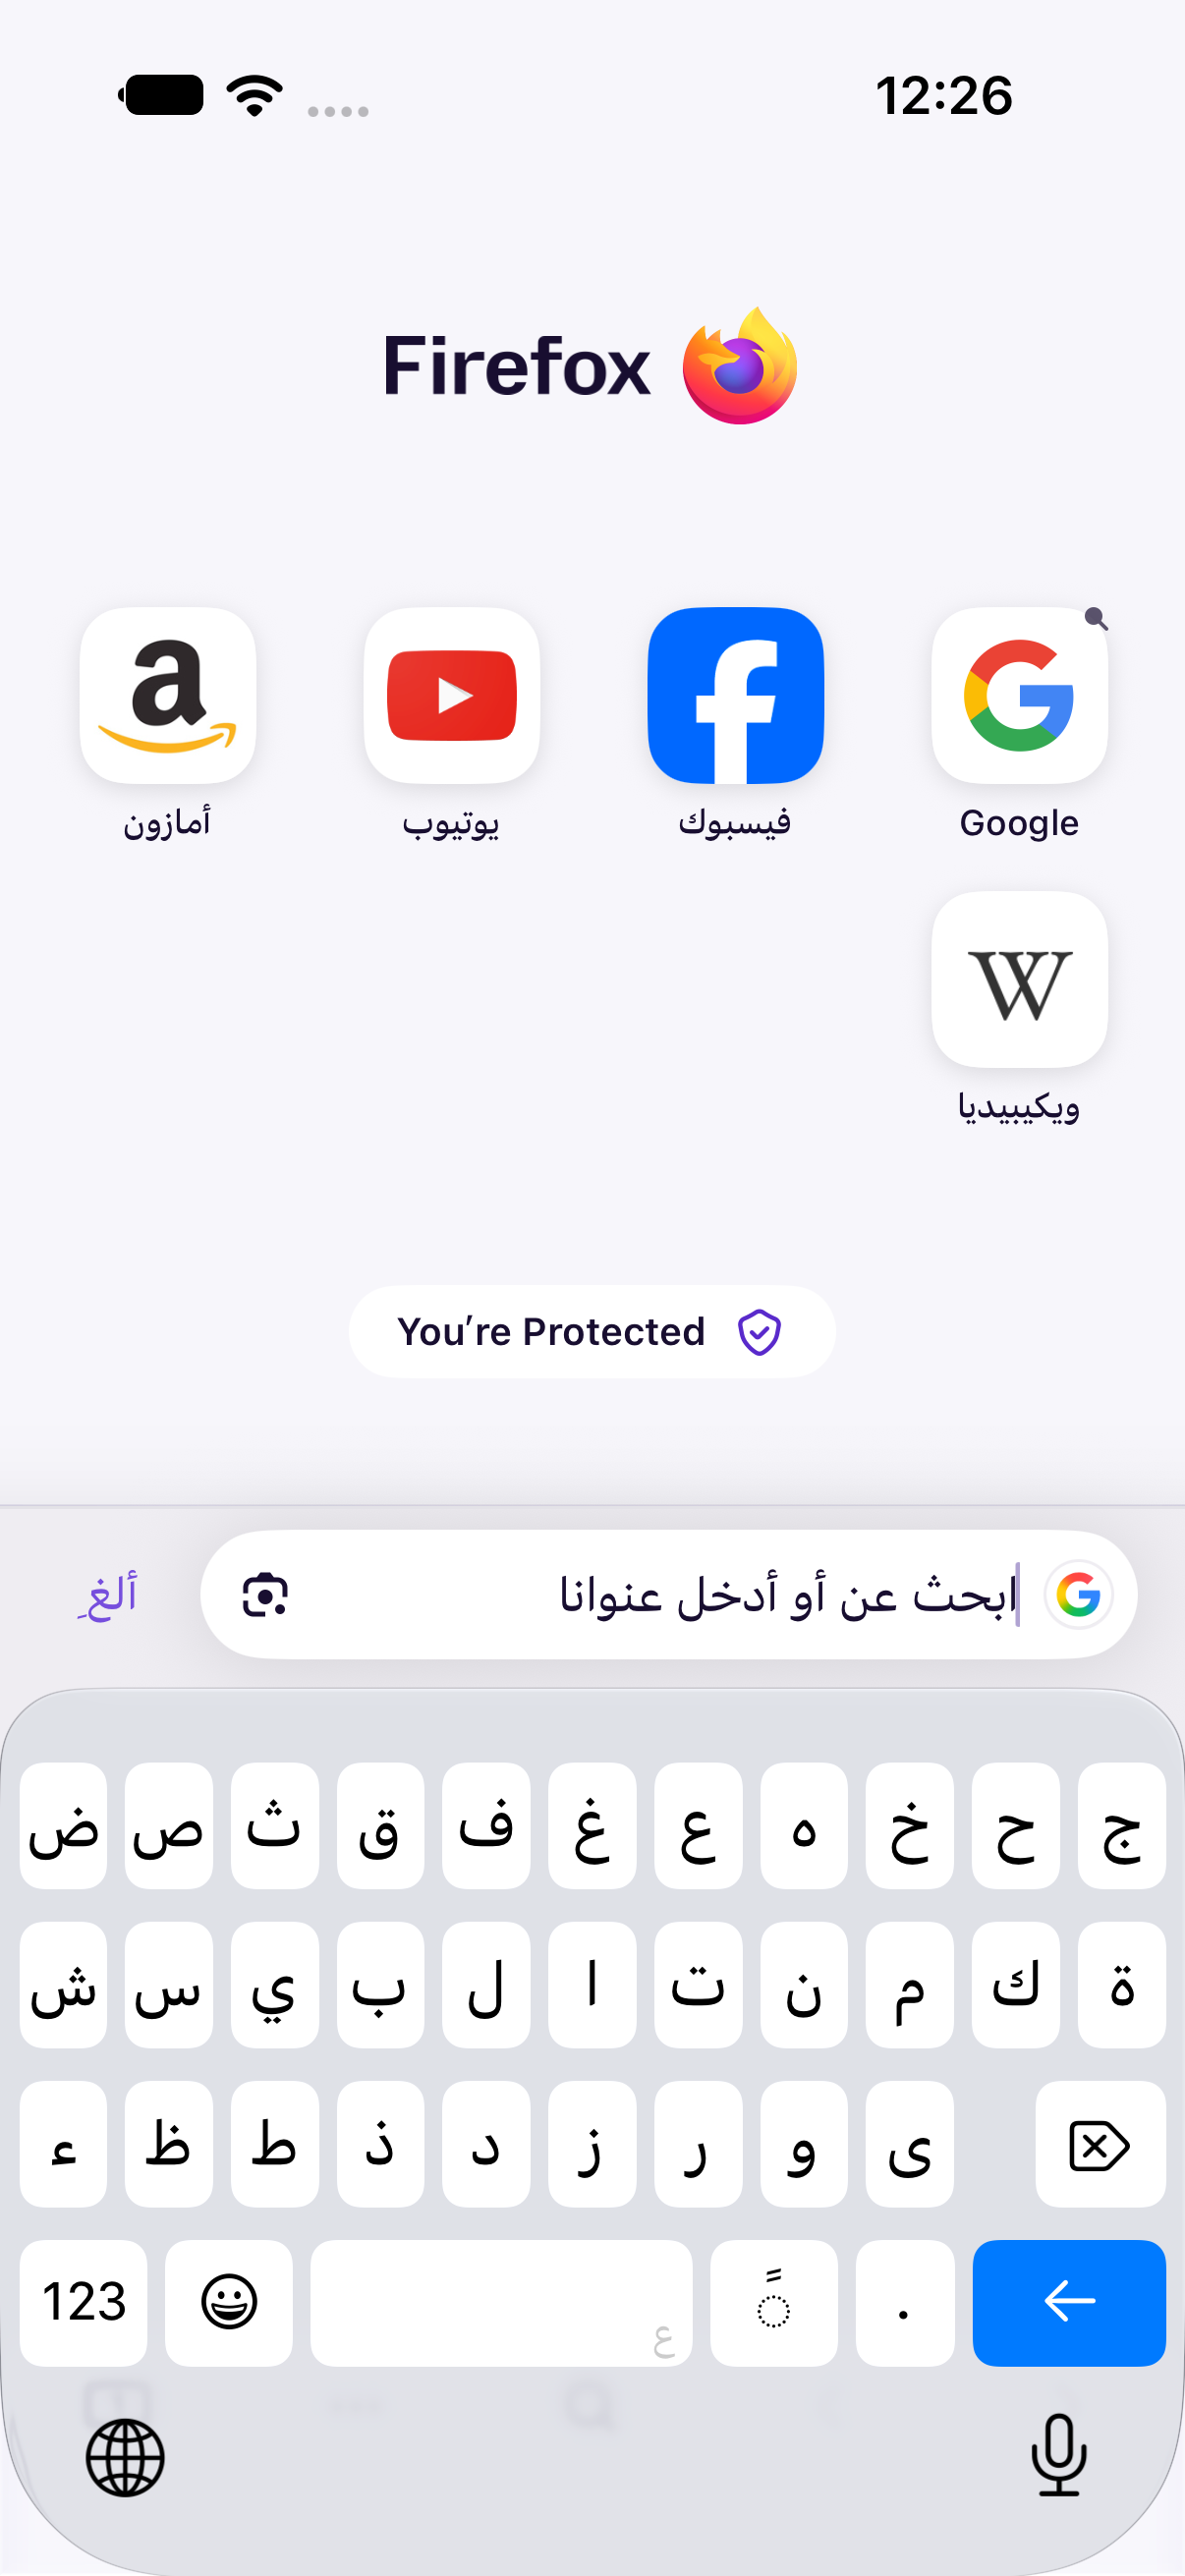 12:26
Firefox
Google
فيسبوك
يوتيوب
أمازون
ويكيبيديا
You’re Protected
ابحث عن أو أدخل عنوانا
ألغِ
ض ص ث ق ف غ ع ه خ ح ج
ش س ي ب ل ا ت ن م ك ة
ء ظ ط ذ د ز ر و ى
123 ع ً .